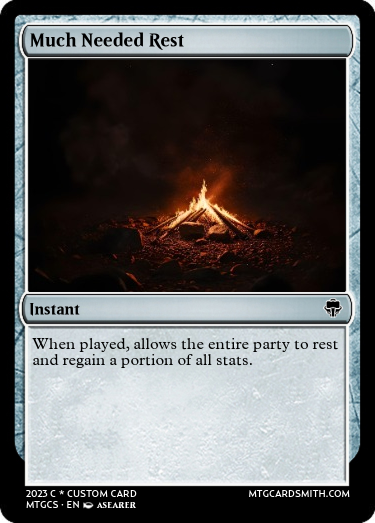 Much Needed Rest
Instant
When played, allows the entire party to rest
and regain a portion of all stats.
2023 C * CUSTOM CARD
MTGCARDSMITH.COM
MTGCS · EN ASEARER